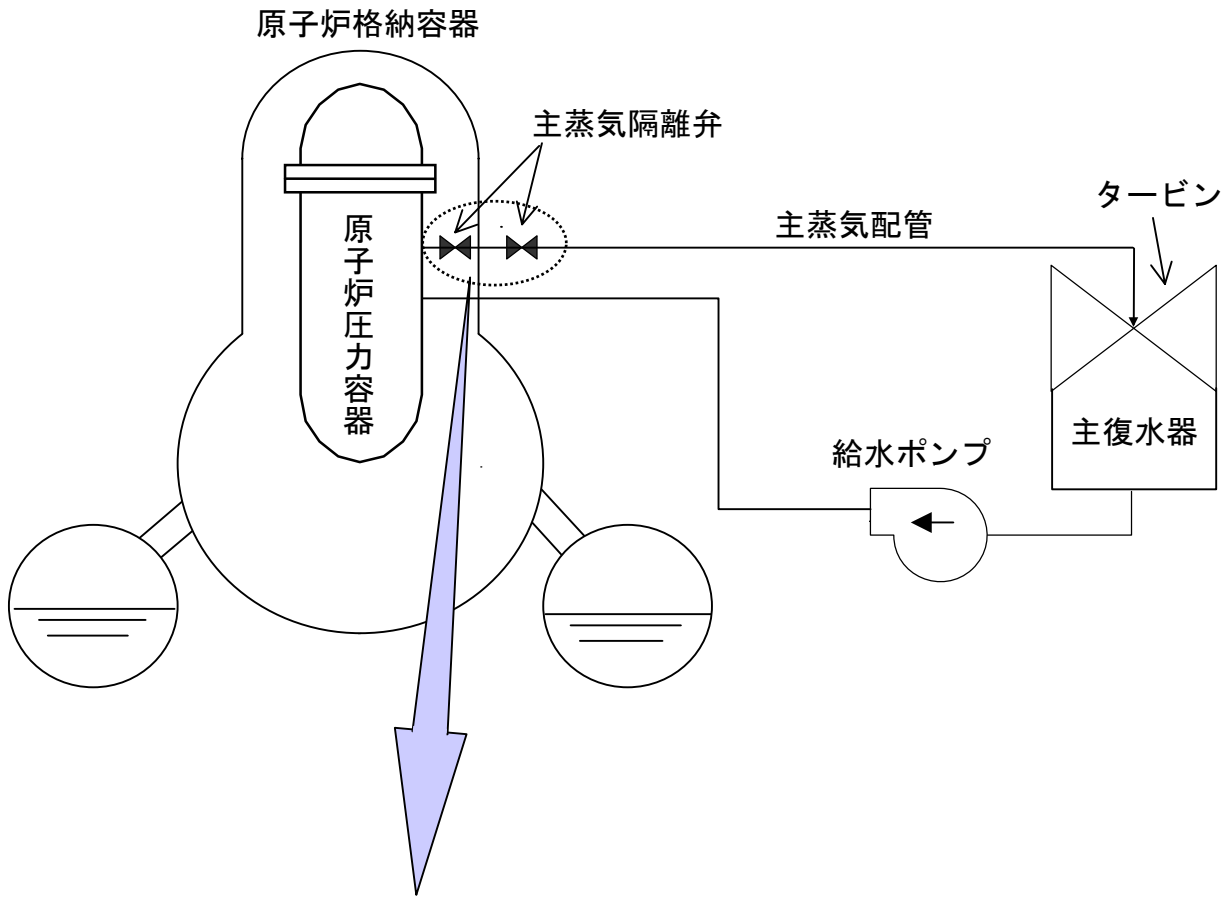 原子炉格納容器
主蒸気隔離弁
タービン
主蒸気配管
原子炉圧力容器
主復水器
給水ポンプ